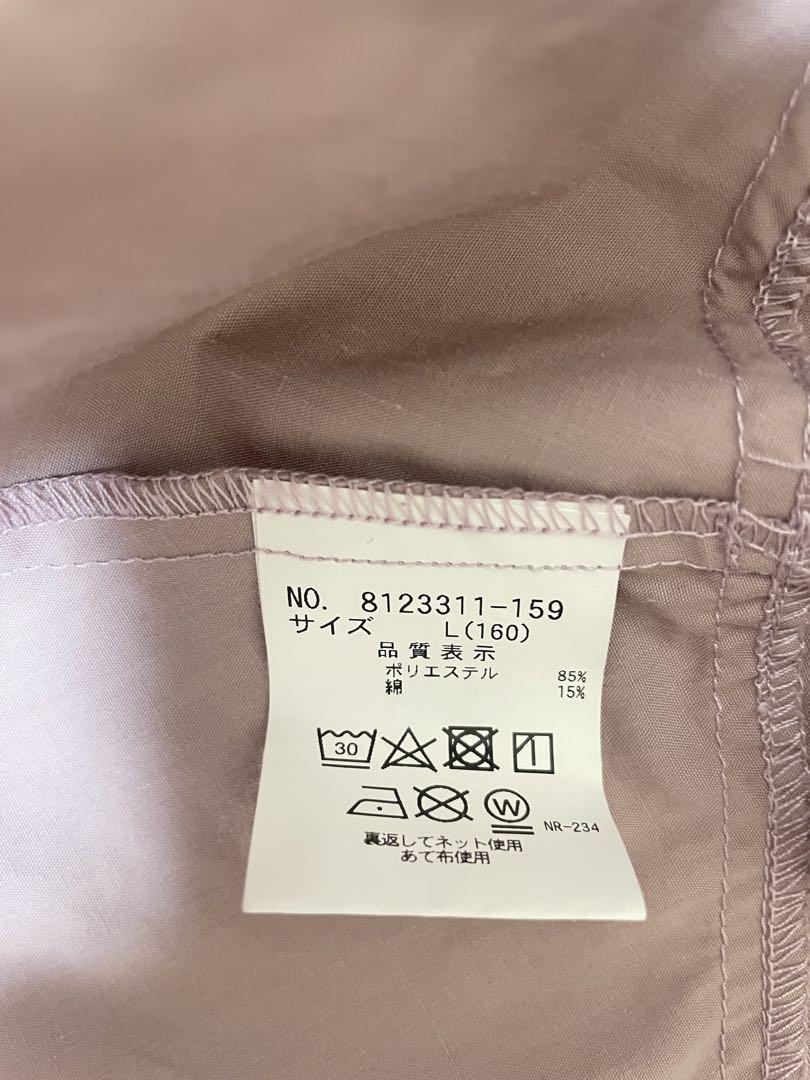 NO. 8123311-159
サイズ L(160)
品質表示
ポリエステル 85%
綿 15%
30
W
NR-234
裏返してネット使用
あて布使用